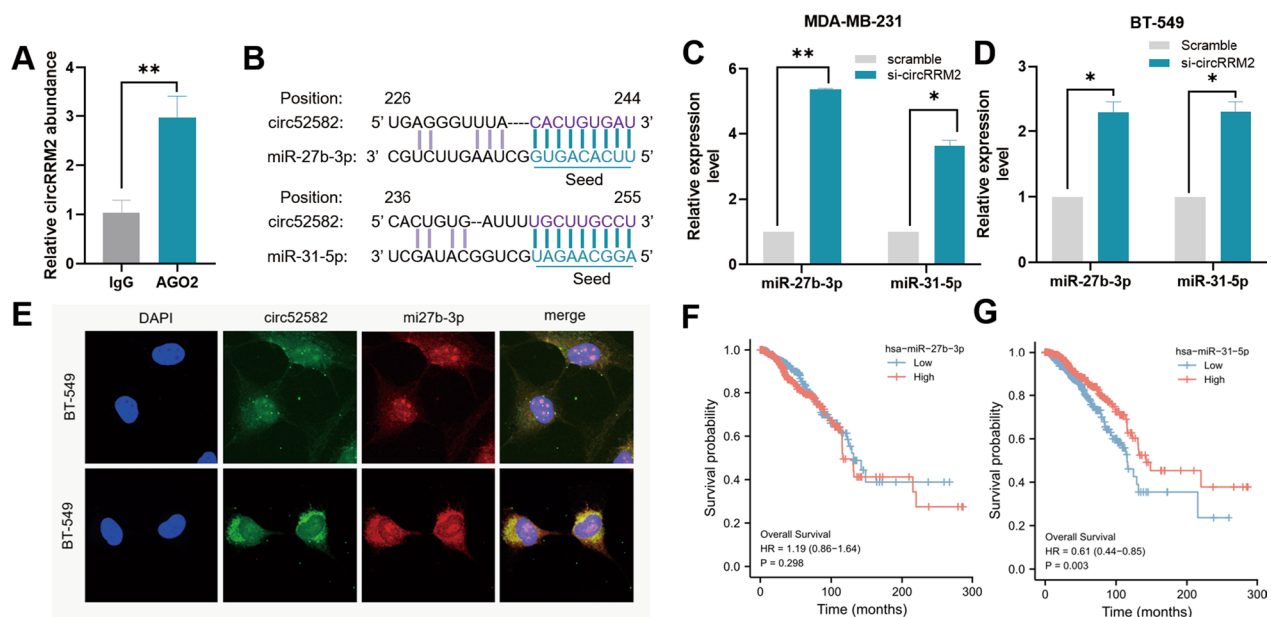 A
Relative circRRM2 abundance
4
3
2
1
0
**
IgG
AGO2
B
Position: 226 244
circ52582: 5' UGAGGGUUUA----CACUGUGAU 3'
miR-27b-3p: 3' CGUCUUGAAUCGGUGACACUU 5'
Seed
Position: 236 255
circ52582: 5' CACUGUG--AUUUUGCUUGCCU 3'
miR-31-5p: 3' UCGAUACGGUCGUAGAACGGA 5'
Seed
MDA-MB-231
C
Relative expression
level
8
6
4
2
0
scramble
si-circRRM2
**
*
miR-27b-3p
miR-31-5p
BT-549
D
Relative expression
level
3
2
1
0
Scramble
si-circRRM2
*
*
miR-27b-3p
miR-31-5p
E
DAPI
circ52582
mi27b-3p
merge
BT-549
BT-549
F
Survival probability
1.0
0.8
0.6
0.4
0.2
0.0
hsa-miR-27b-3p
Low
High
Overall Survival
HR = 1.19 (0.86-1.64)
P = 0.298
0 100 200 300
Time (months)
G
Survival probability
1.0
0.8
0.6
0.4
0.2
0.0
hsa-miR-31-5p
Low
High
Overall Survival
HR = 0.61 (0.44-0.85)
P = 0.003
0 100 200 300
Time (months)